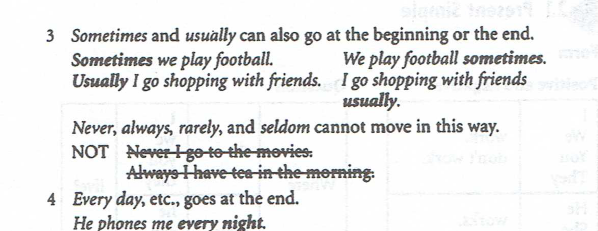 3 Sometimes and usually can also go at the beginning or the end.
Sometimes we play football. We play football sometimes.
Usually I go shopping with friends. I go shopping with friends
usually.
Never, always, rarely, and seldom cannot move in this way.
NOT Never I go to the movies.
Always I have tea in the morning.
4 Every day, etc., goes at the end.
He phones me every night.